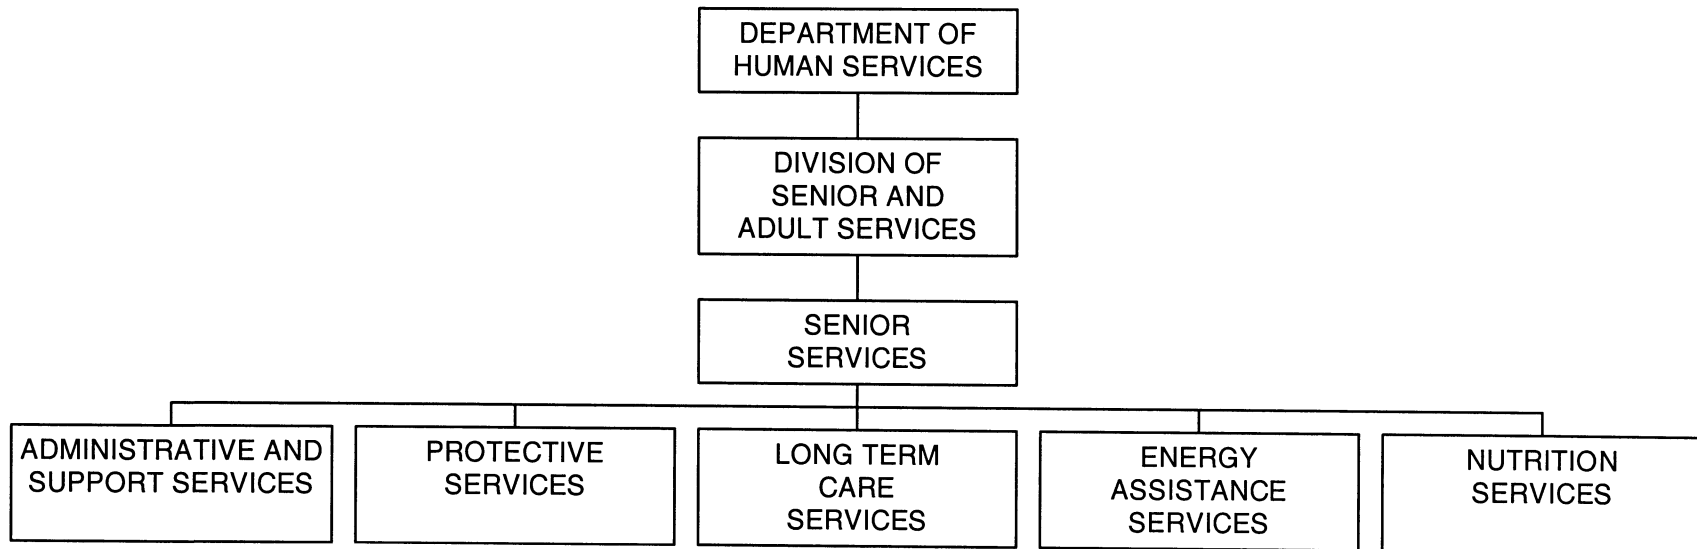 DEPARTMENT OF
HUMAN SERVICES
DIVISION OF
SENIOR AND
ADULT SERVICES
SENIOR
SERVICES
ADMINISTRATIVE AND
SUPPORT SERVICES
PROTECTIVE
SERVICES
LONG TERM
CARE
SERVICES
ENERGY
ASSISTANCE
SERVICES
NUTRITION
SERVICES